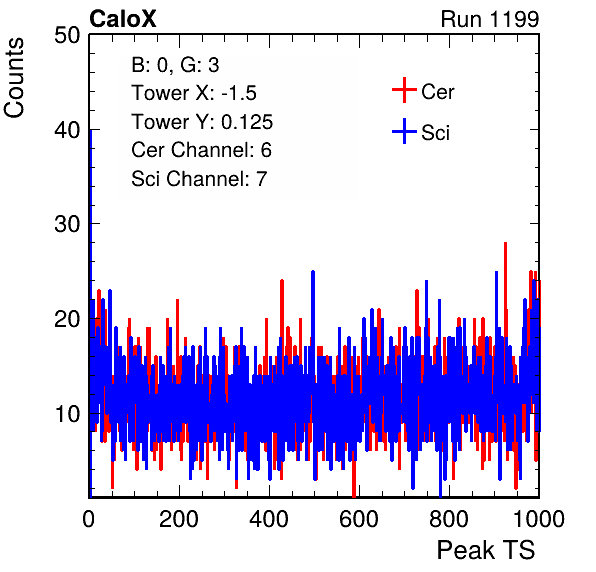 CaloX Run 1199
Counts
50
40
30
20
10
B: 0, G: 3
Tower X: -1.5
Tower Y: 0.125
Cer Channel: 6
Sci Channel: 7
Cer
Sci
0 200 400 600 800 1000
Peak TS